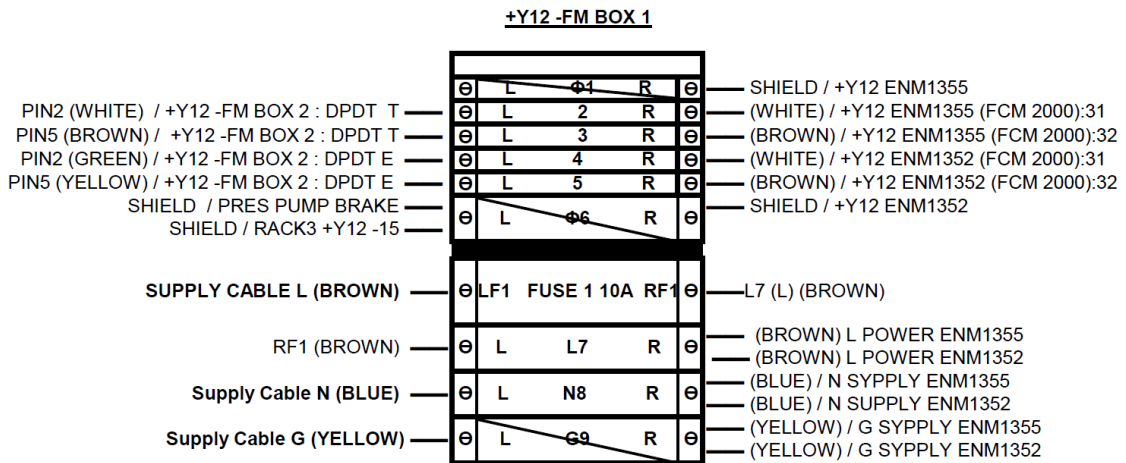 +Y12 -FM BOX 1
L Φ1 R SHIELD / +Y12 ENM1355
PIN2 (WHITE) / +Y12 -FM BOX 2 : DPDT T L 2 R (WHITE) / +Y12 ENM1355 (FCM 2000):31
PIN5 (BROWN) / +Y12 -FM BOX 2 : DPDT T L 3 R (BROWN) / +Y12 ENM1355 (FCM 2000):32
PIN2 (GREEN) / +Y12 -FM BOX 2 : DPDT E L 4 R (WHITE) / +Y12 ENM1352 (FCM 2000):31
PIN5 (YELLOW) / +Y12 -FM BOX 2 : DPDT E L 5 R (BROWN) / +Y12 ENM1352 (FCM 2000):32
SHIELD / PRES PUMP BRAKE SHIELD / +Y12 ENM1352
L Φ6 R
SHIELD / RACK3 +Y12 -15
SUPPLY CABLE L (BROWN) LF1 FUSE 1 10A RF1 L7 (L) (BROWN)
(BROWN) L POWER ENM1355
RF1 (BROWN) L L7 R
(BROWN) L POWER ENM1352
(BLUE) / N SYPPLY ENM1355
Supply Cable N (BLUE) L N8 R
(BLUE) / N SUPPLY ENM1352
(YELLOW) / G SYPPLY ENM1355
Supply Cable G (YELLOW) L G9 R
(YELLOW) / G SUPPLY ENM1352